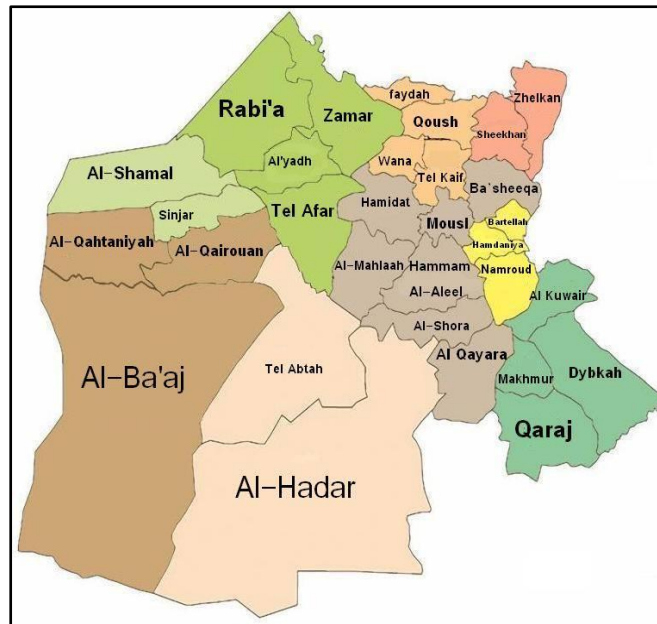 Zhelkan
faydah
Rabi'a
Zamar
Qoush
Sheekhan
Wana
Al'yadh
Al-Shamal
Tel Kaif
Ba`sheeqa
Hamidat
Tel Afar
Sinjar
Mousl
Bartellah
Al-Qahtaniyah
Al-Qairouan
Hamdaniya
Al-Mahlaah
Hammam
Namroud
Al-Aleel
Al Kuwair
Al-Shora
Al Qayara
Tel Abtah
Al-Ba'aj
Makhmur
Dybkah
Qaraj
Al-Hadar